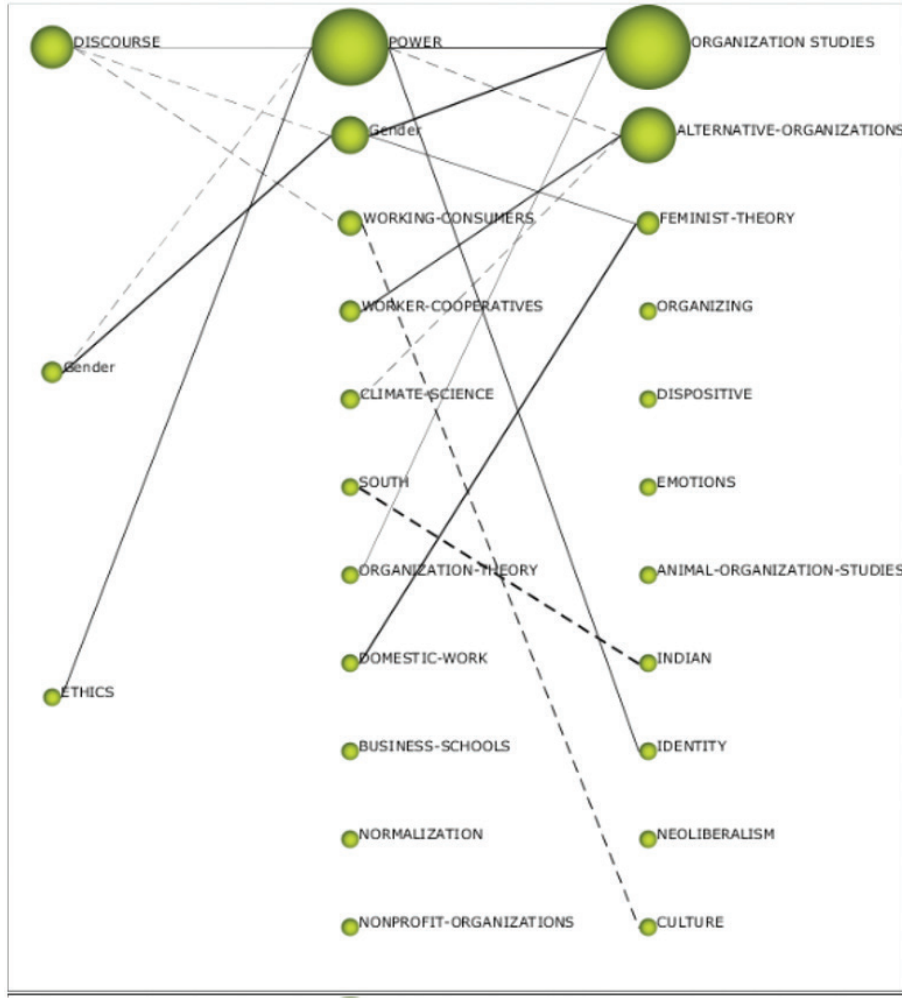 DISCOURSE
Gender
ETHICS
POWER
Gender
WORKING-CONSUMERS
WORKER-COOPERATIVES
CLIMATE-SCIENCE
SOUTH
ORGANIZATION-THEORY
DOMESTIC-WORK
BUSINESS-SCHOOLS
NORMALIZATION
NONPROFIT-ORGANIZATIONS
ORGANIZATION STUDIES
ALTERNATIVE-ORGANIZATIONS
FEMINIST-THEORY
ORGANIZING
DISPOSITIVE
EMOTIONS
ANIMAL-ORGANIZATION-STUDIES
INDIAN
IDENTITY
NEOLIBERALISM
CULTURE